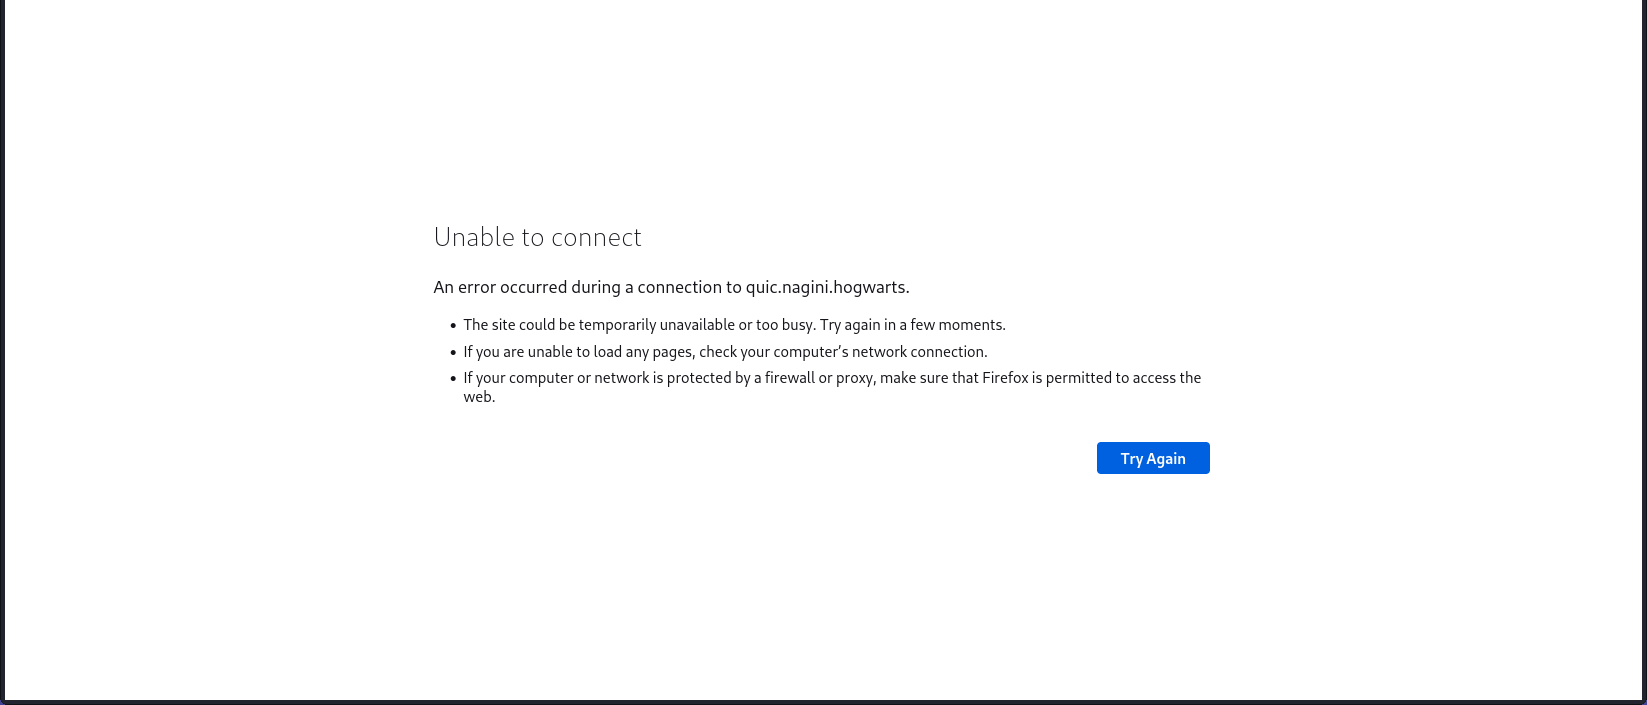 Unable to connect
An error occurred during a connection to quic.nagini.hogwarts.
• The site could be temporarily unavailable or too busy. Try again in a few moments.
• If you are unable to load any pages, check your computer’s network connection.
• If your computer or network is protected by a firewall or proxy, make sure that Firefox is permitted to access the
web.
Try Again